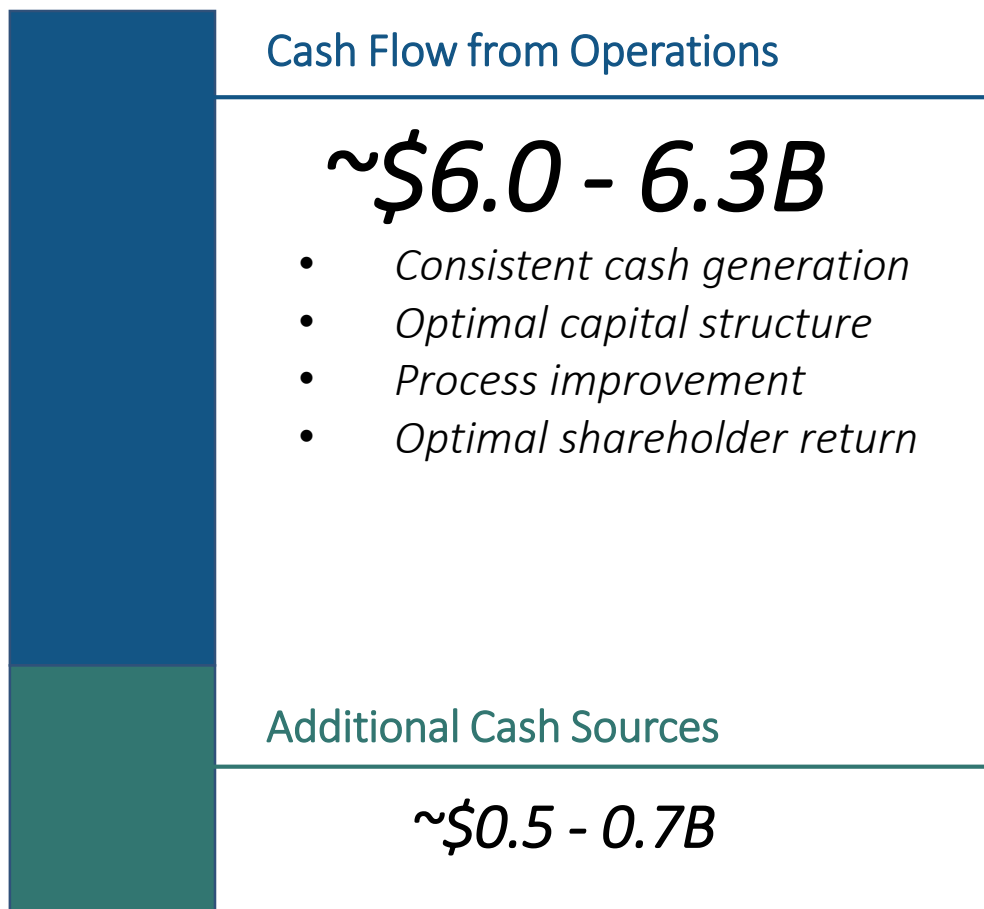 Cash Flow from Operations
~$6.0 - 6.3B
• Consistent cash generation
• Optimal capital structure
• Process improvement
• Optimal shareholder return
Additional Cash Sources
~$0.5 - 0.7B